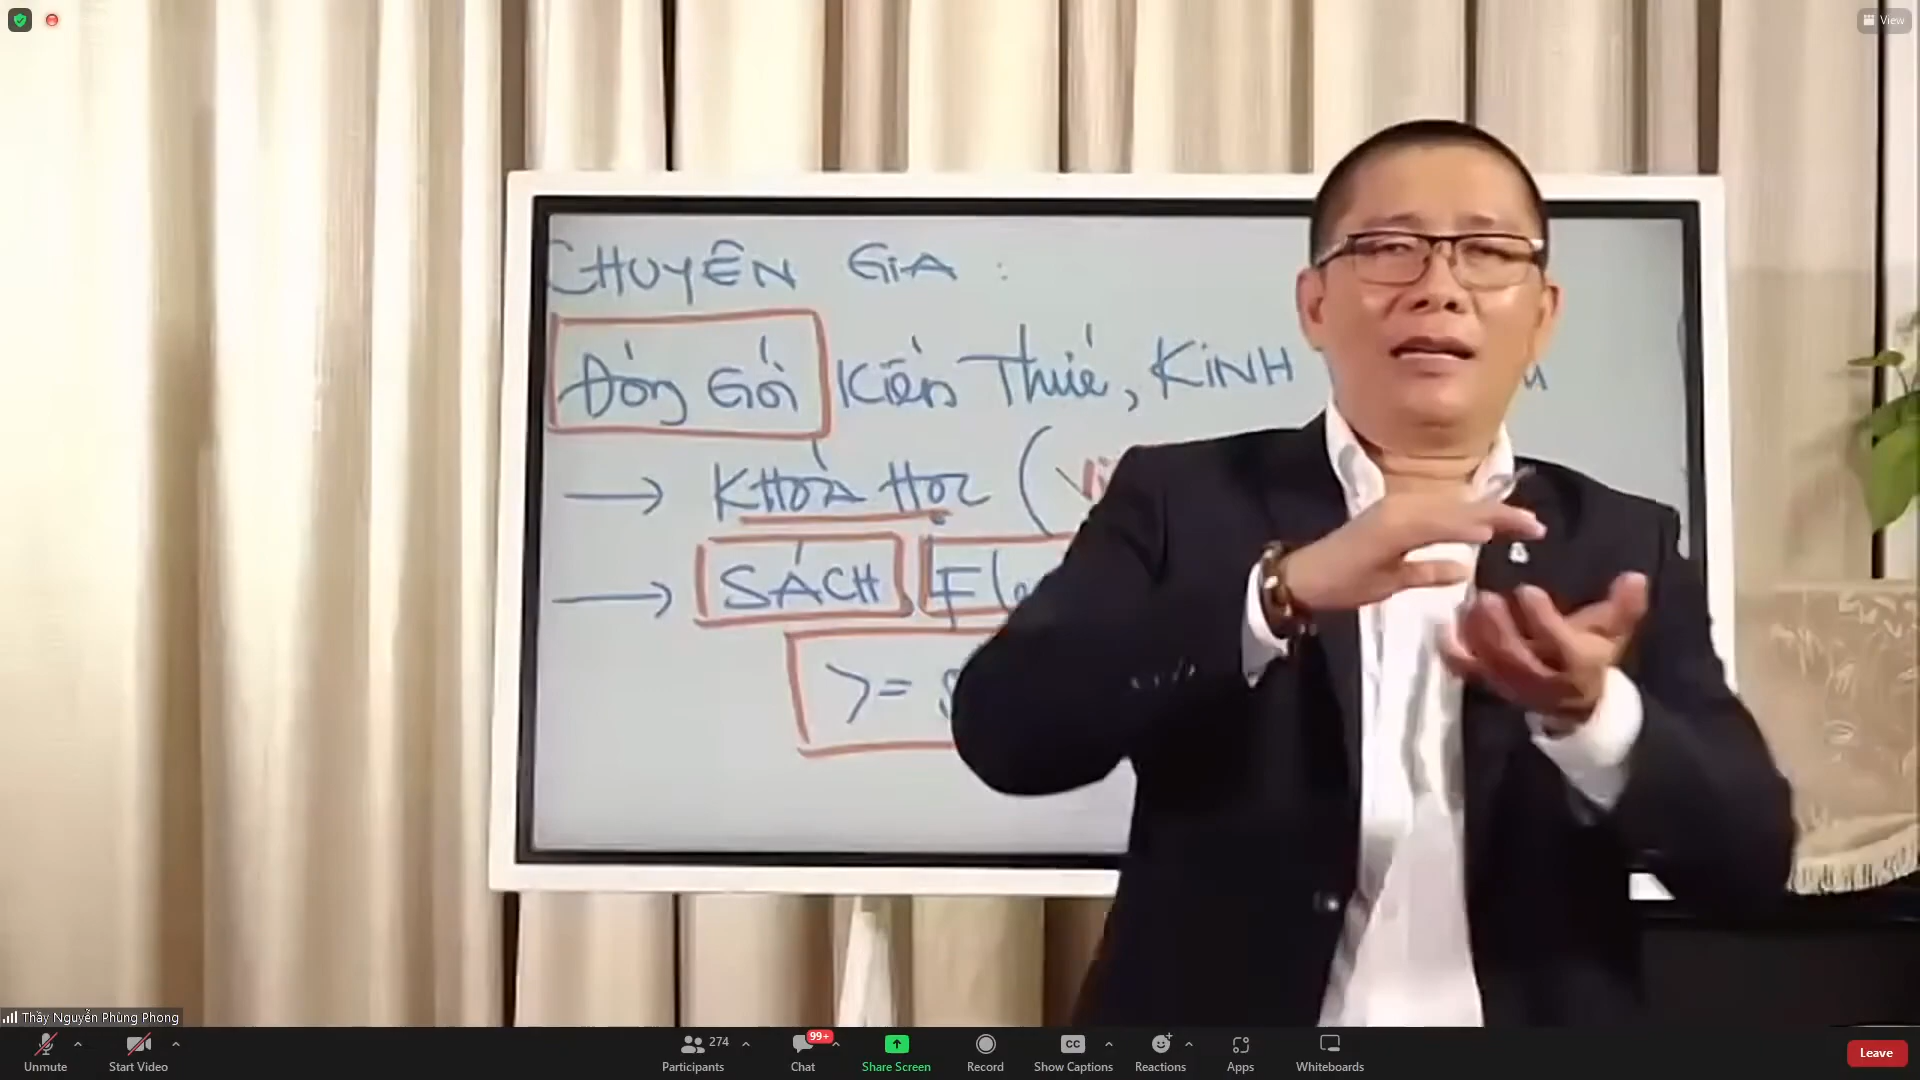 View
CHUYÊN GIA :
Đóng Gói Kiến Thức, KINH
→ KHOÁ HỌC (
→ SÁCH
>=
Thầy Nguyễn Phùng Phong
Unmute
Start Video
274
Participants
99+
Chat
Share Screen
Record
CC
Show Captions
Reactions
Apps
Whiteboards
Leave